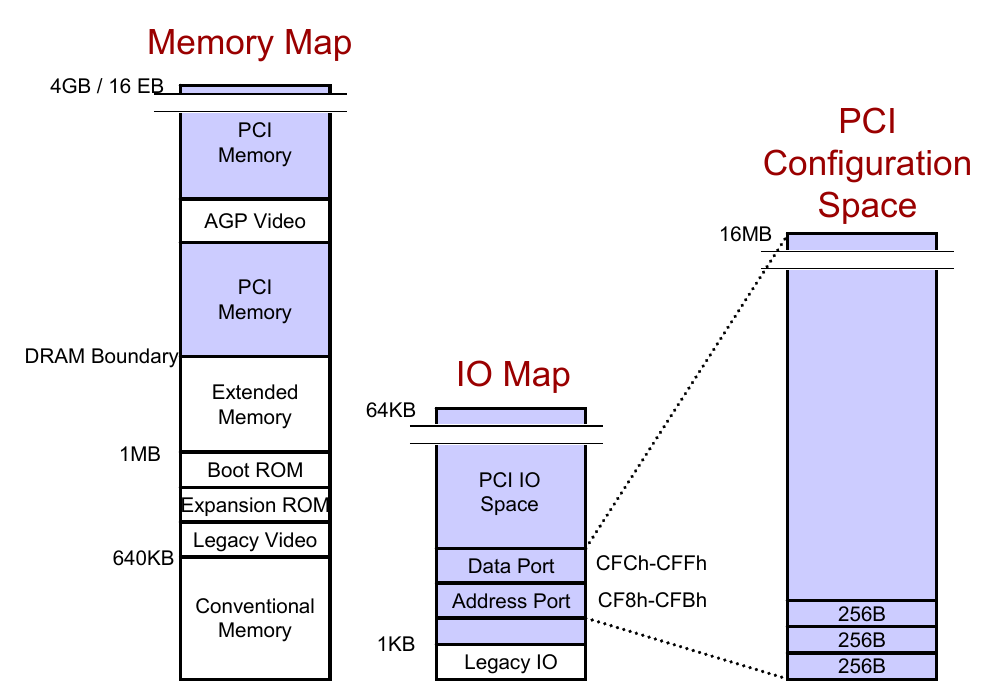 Memory Map
4GB / 16 EB
PCI
Memory
AGP Video
PCI
Memory
DRAM Boundary
Extended
Memory
1MB
Boot ROM
Expansion ROM
Legacy Video
640KB
Conventional
Memory
IO Map
64KB
PCI IO
Space
Data Port
CFCh-CFFh
Address Port
CF8h-CFBh
1KB
Legacy IO
PCI
Configuration
Space
16MB
256B
256B
256B